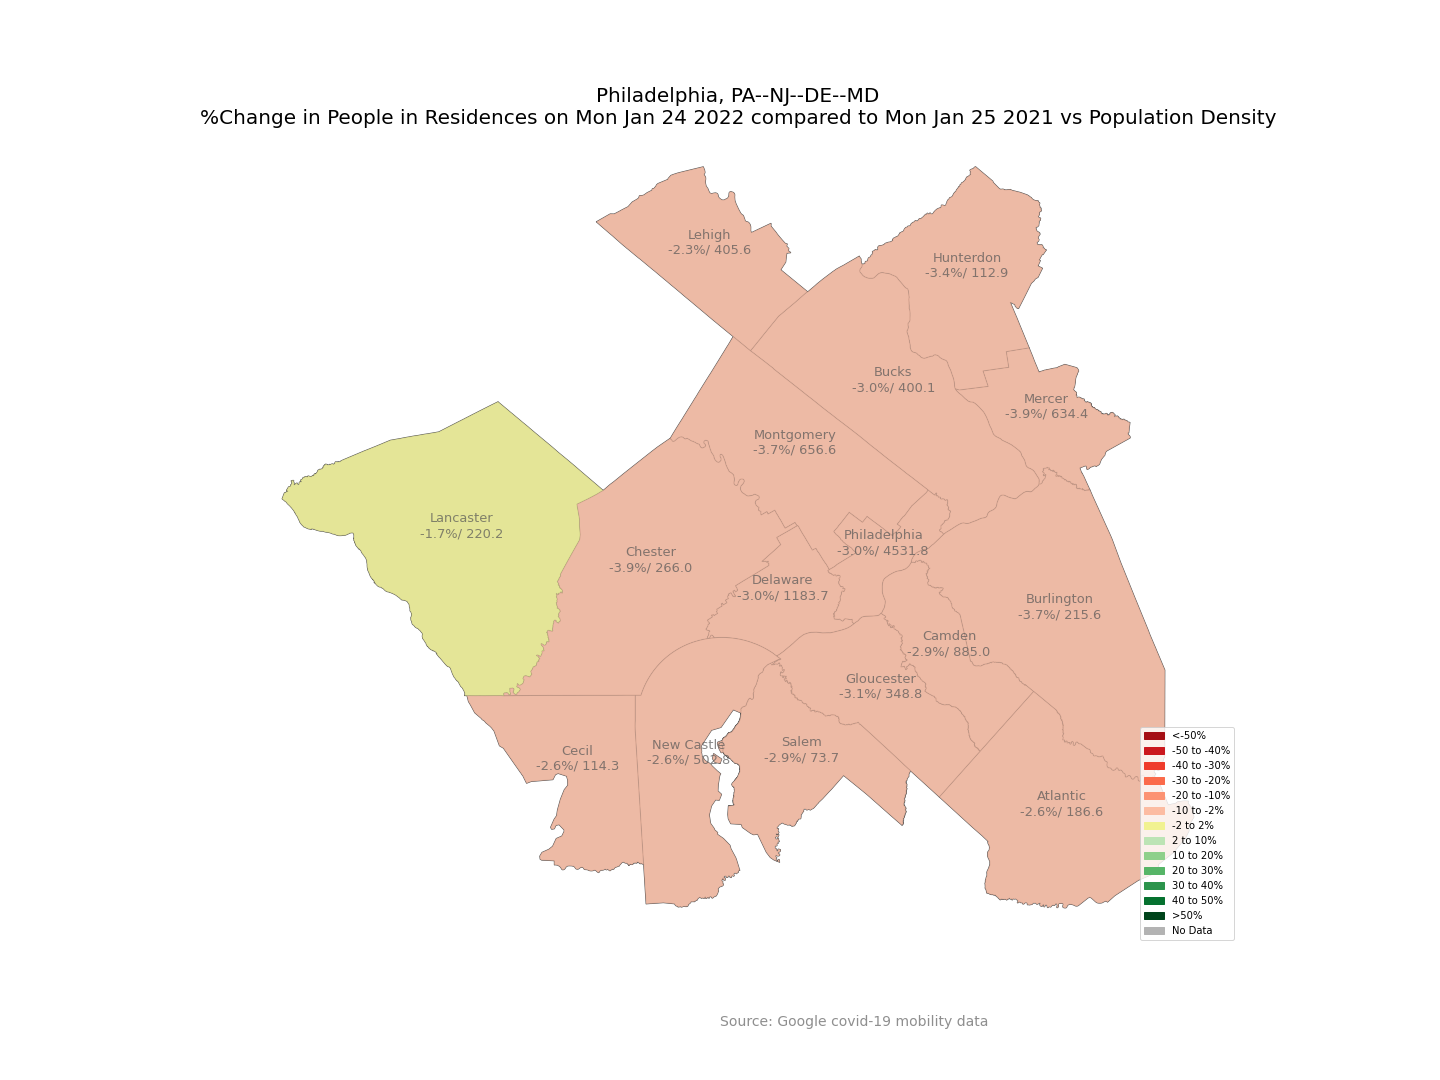 Philadelphia, PA--NJ--DE--MD
%Change in People in Residences on Mon Jan 24 2022 compared to Mon Jan 25 2021 vs Population Density
Lehigh
-2.3%/ 405.6
Hunterdon
-3.4%/ 112.9
Bucks
-3.0%/ 400.1
Mercer
-3.9%/ 634.4
Montgomery
-3.7%/ 656.6
Lancaster
-1.7%/ 220.2
Philadelphia
-3.0%/ 4531.8
Chester
-3.9%/ 266.0
Delaware
-3.0%/ 1183.7
Burlington
-3.7%/ 215.6
Camden
-2.9%/ 885.0
Gloucester
-3.1%/ 348.8
New Castle
-2.6%/
Salem
-2.9%/ 73.7
Cecil
-2.6%/ 114.3
Atlantic
-2.6%/ 186.6
<-50%
-50 to -40%
-40 to -30%
-30 to -20%
-20 to -10%
-10 to -2%
-2 to 2%
2 to 10%
10 to 20%
20 to 30%
30 to 40%
40 to 50%
>50%
No Data
Source: Google covid-19 mobility data